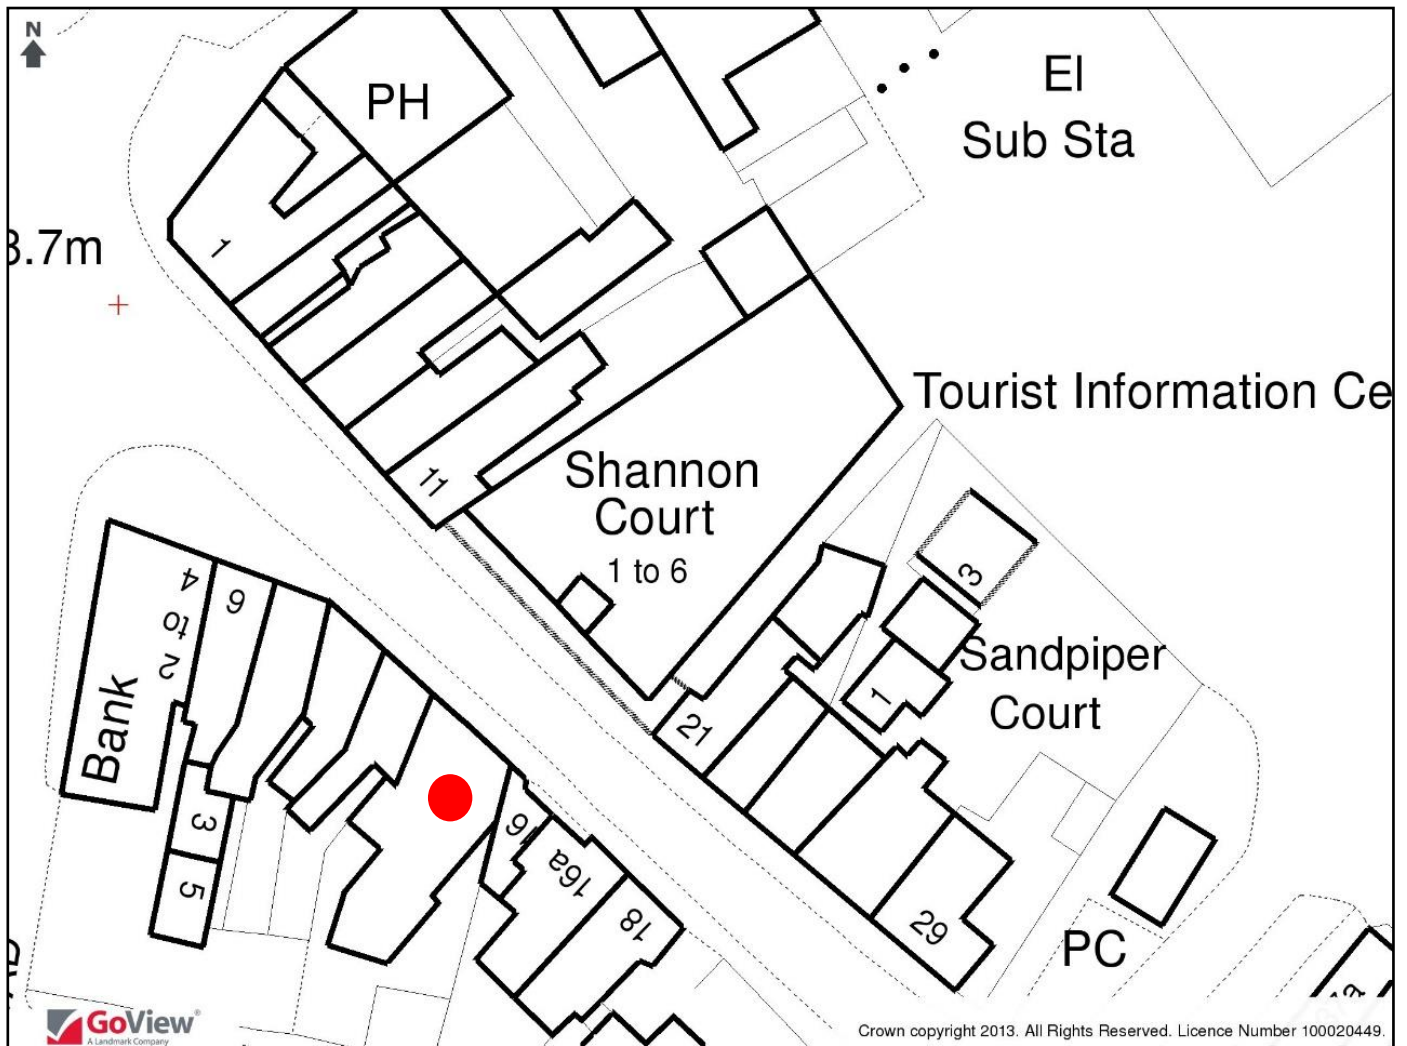 N
PH
El
Sub Sta
1
3.7m
Tourist Information Ce
11
Shannon
Court
1 to 6
3
Sandpiper
Court
1
21
2 to 4
6
Bank
3
5
16
16a
18
29
PC
GoView®
A Landmark Company
Crown copyright 2013. All Rights Reserved. Licence Number 100020449.